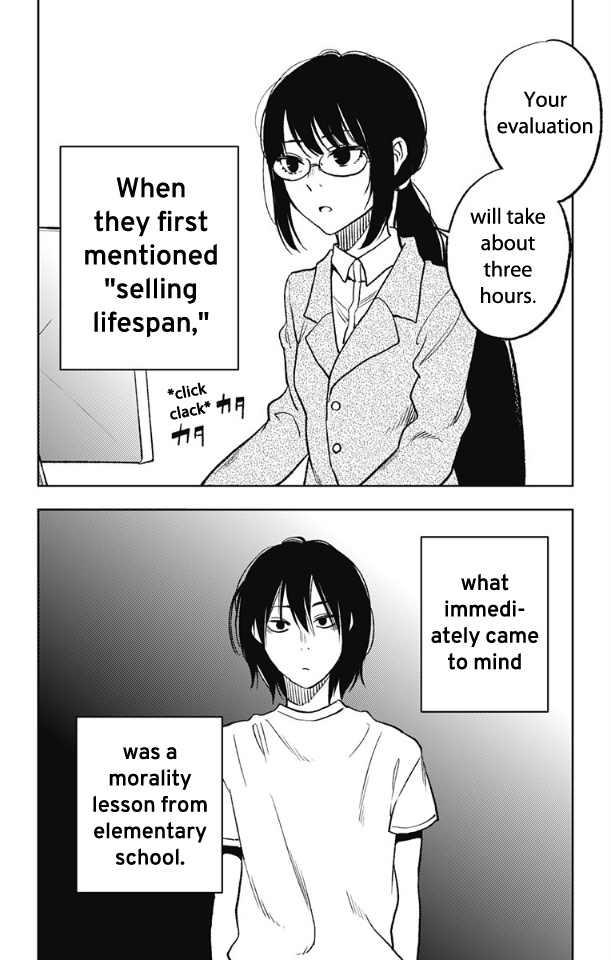 Your
evaluation
will take
about
three
hours.
When
they first
mentioned
"selling
lifespan,"
*click
clack*
カタ
カタ
what
immedi-
ately came
to mind
was a
morality
lesson from
elementary
school.